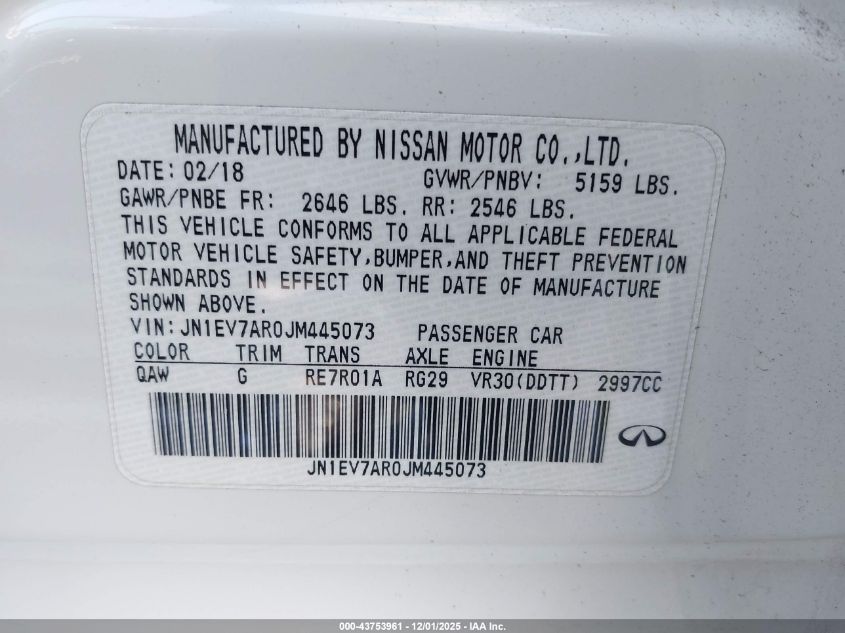 MANUFACTURED BY NISSAN MOTOR CO.,LTD.
DATE: 02/18 GVWR/PNBV: 5159 LBS.
GAWR/PNBE FR: 2646 LBS. RR: 2546 LBS.
THIS VEHICLE CONFORMS TO ALL APPLICABLE FEDERAL
MOTOR VEHICLE SAFETY,BUMPER,AND THEFT PREVENTION
STANDARDS IN EFFECT ON THE DATE OF MANUFACTURE
SHOWN ABOVE.
VIN: JN1EV7AR0JM445073 PASSENGER CAR
COLOR TRIM TRANS AXLE ENGINE
QAW G RE7R01A RG29 VR30(DDTT) 2997CC
JN1EV7AR0JM445073
000-43753961 - 12/01/2025 - IAA Inc.